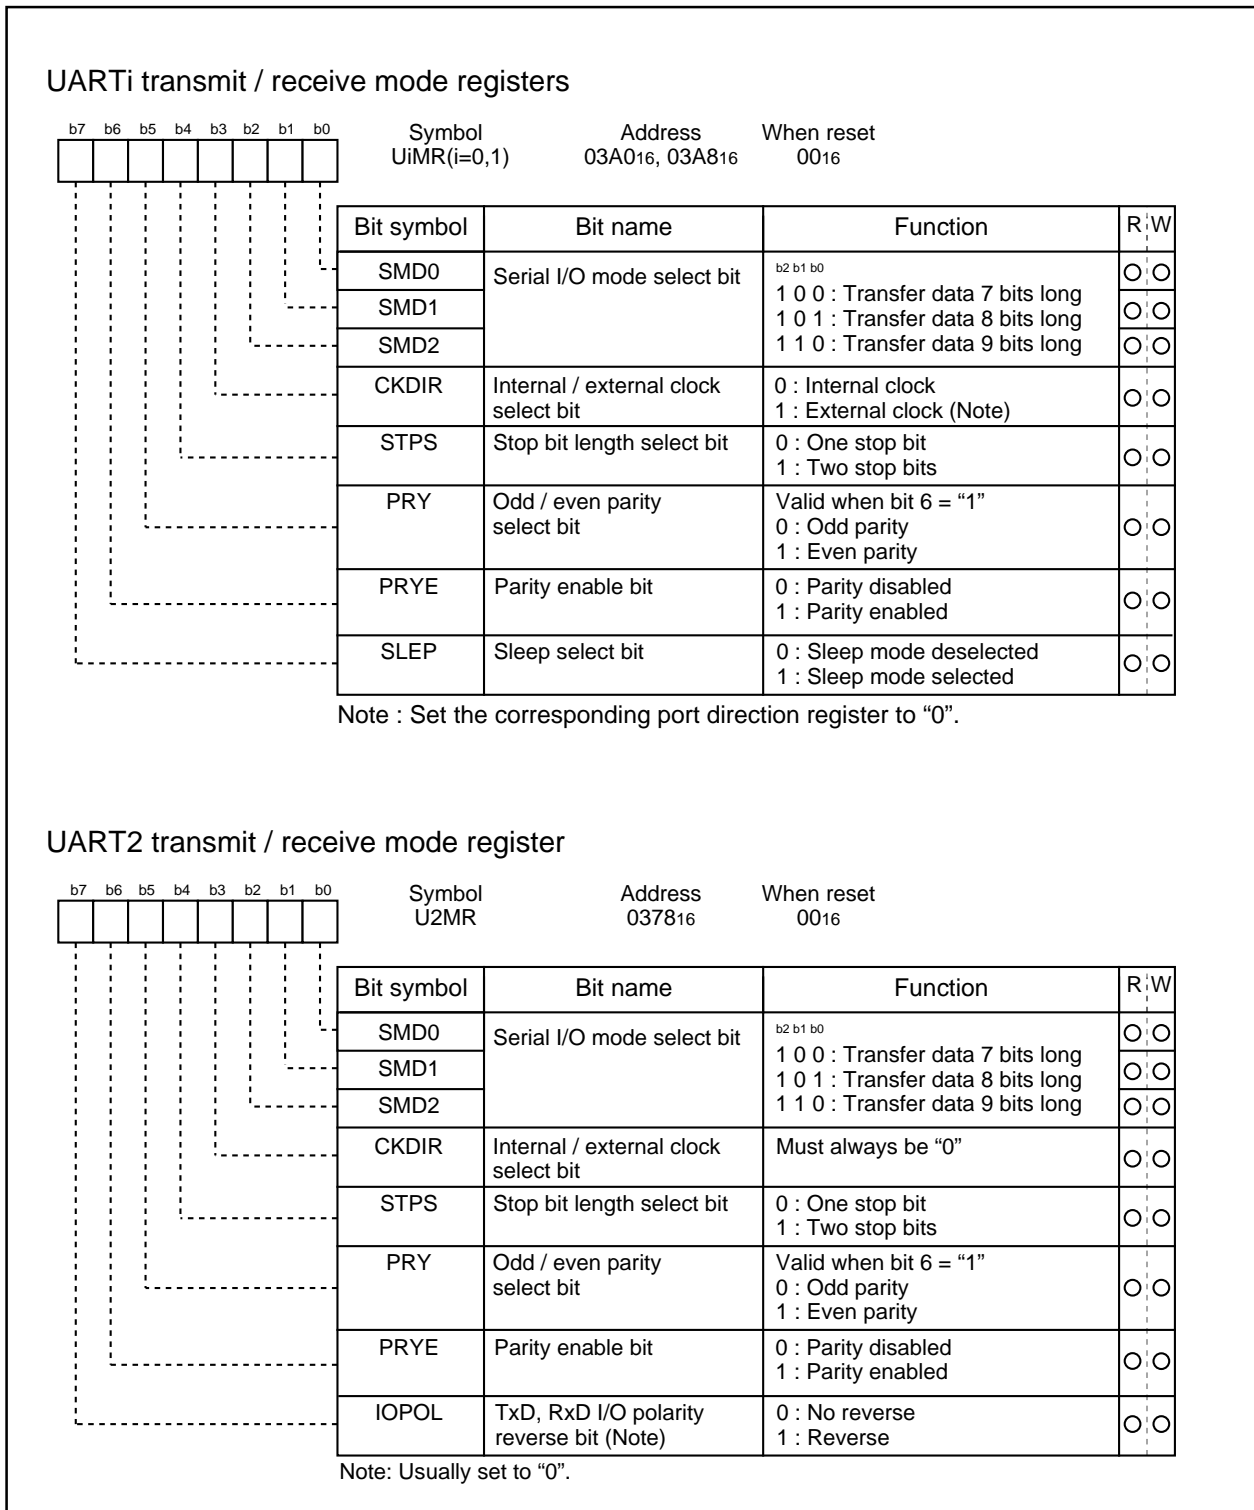 UARTi transmit / receive mode registers
b7 b6 b5 b4 b3 b2 b1 b0
Symbol Address When reset
UiMR(i=0,1) 03A016, 03A816 0016
Bit symbol Bit name Function R W
SMD0 Serial I/O mode select bit b2 b1 b0
1 0 0 : Transfer data 7 bits long
SMD1 1 0 1 : Transfer data 8 bits long
SMD2 1 1 0 : Transfer data 9 bits long
CKDIR Internal / external clock 0 : Internal clock
select bit 1 : External clock (Note)
STPS Stop bit length select bit 0 : One stop bit
1 : Two stop bits
PRY Odd / even parity Valid when bit 6 = “1”
select bit 0 : Odd parity
1 : Even parity
PRYE Parity enable bit 0 : Parity disabled
1 : Parity enabled
SLEP Sleep select bit 0 : Sleep mode deselected
1 : Sleep mode selected
Note : Set the corresponding port direction register to “0”.
UART2 transmit / receive mode register
b7 b6 b5 b4 b3 b2 b1 b0
Symbol Address When reset
U2MR 037816 0016
Bit symbol Bit name Function R W
SMD0 Serial I/O mode select bit b2 b1 b0
1 0 0 : Transfer data 7 bits long
SMD1 1 0 1 : Transfer data 8 bits long
SMD2 1 1 0 : Transfer data 9 bits long
CKDIR Internal / external clock Must always be “0”
select bit
STPS Stop bit length select bit 0 : One stop bit
1 : Two stop bits
PRY Odd / even parity Valid when bit 6 = “1”
select bit 0 : Odd parity
1 : Even parity
PRYE Parity enable bit 0 : Parity disabled
1 : Parity enabled
IOPOL TxD, RxD I/O polarity 0 : No reverse
reverse bit (Note) 1 : Reverse
Note: Usually set to “0”.